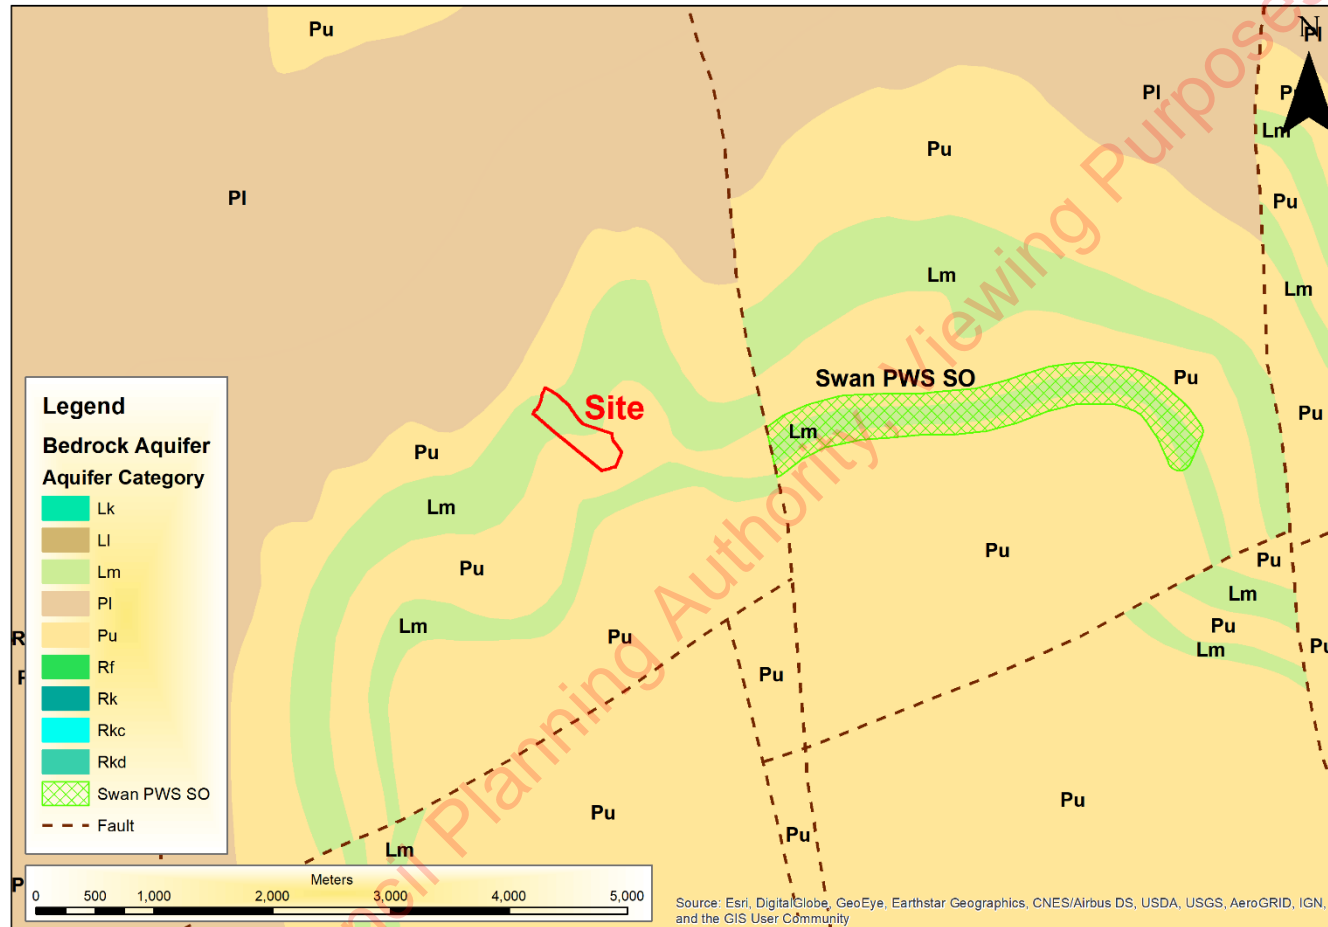 Pu
N
Pl
Pl
Pu
Lm
Pu
Pl
Pu
Lm
Lm
Swan PWS SO
Pu
Site
Pu
Lm
Pu
Lm
Pu
Pu
Pu
Lm
Lm
Pu
Pu
Pu
Lm
Pu
Pu
Pu
Pu
Lm
Legend
Bedrock Aquifer
Aquifer Category
Lk
Ll
Lm
Pl
Pu
Rf
Rk
Rkc
Rkd
Swan PWS SO
Fault
Meters
0 500 1,000 2,000 3,000 4,000 5,000
Source: Esri, DigitalGlobe, GeoEye, Earthstar Geographics, CNES/Airbus DS, USDA, USGS, AeroGRID, IGN,
and the GIS User Community
Planning Authority, Viewing Purposes